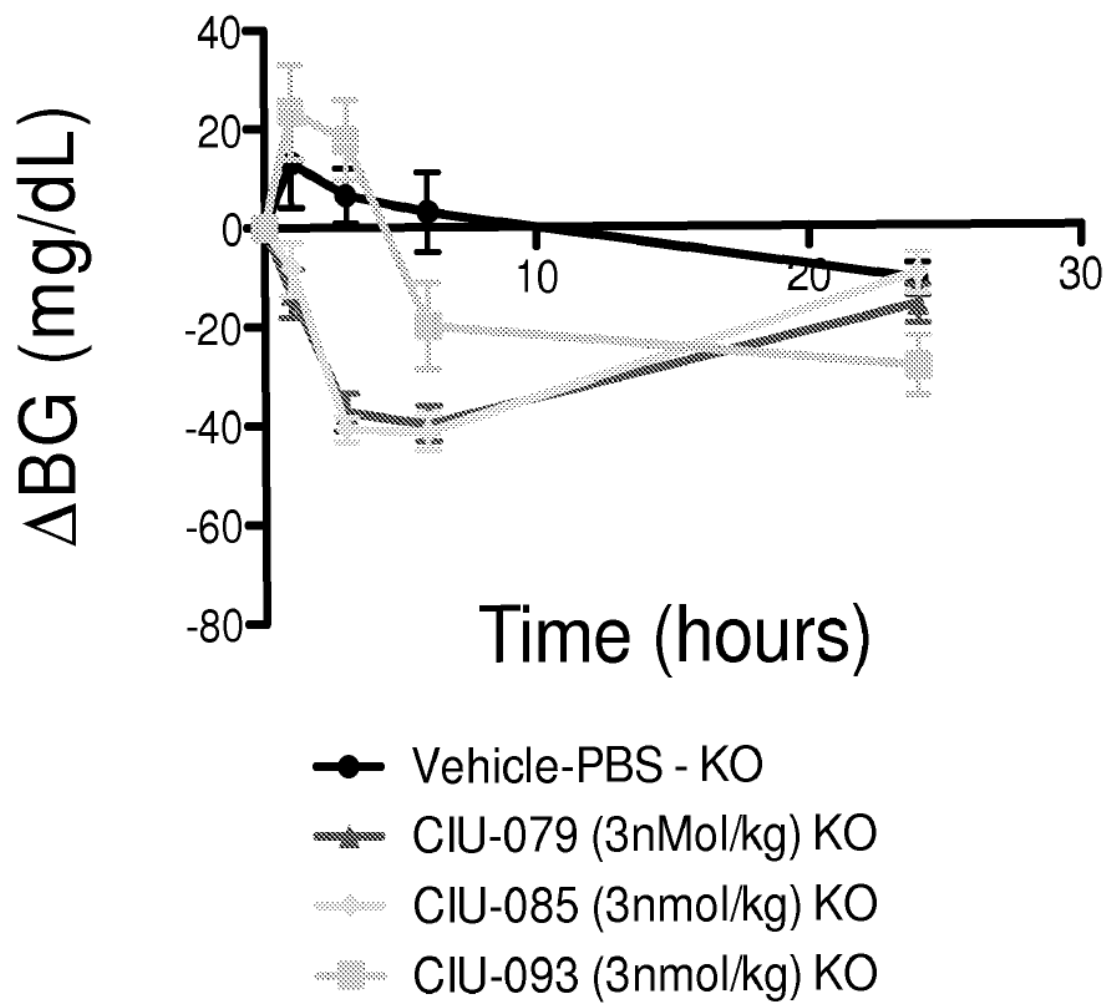 40
20
0
-20
-40
-60
-80
10
20
30
ΔBG (mg/dL)
Time (hours)
Vehicle-PBS - KO
CIU-079 (3nMol/kg) KO
CIU-085 (3nmol/kg) KO
CIU-093 (3nmol/kg) KO